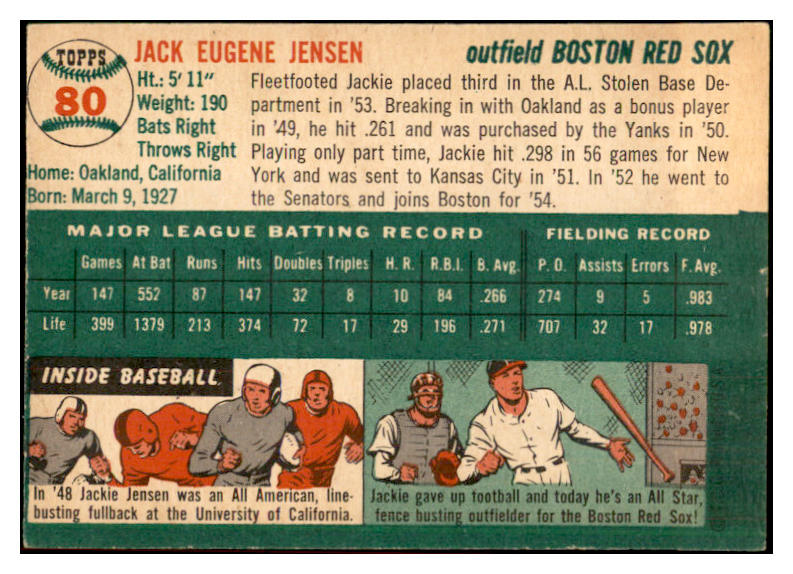 TOPPS
80
JACK EUGENE JENSEN
outfield BOSTON RED SOX
Ht.: 5' 11"
Weight: 190
Bats Right
Throws Right
Home: Oakland, California
Born: March 9, 1927
Fleetfooted Jackie placed third in the A.L. Stolen Base De-
partment in '53. Breaking in with Oakland as a bonus player
in '49, he hit .261 and was purchased by the Yanks in '50.
Playing only part time, Jackie hit .298 in 56 games for New
York and was sent to Kansas City in '51. In '52 he went to
the Senators and joins Boston for '54.
MAJOR LEAGUE BATTING RECORD FIELDING RECORD
Games At Bat Runs Hits Doubles Triples H. R. R.B.I. B. Avg. P. O. Assists Errors F. Avg.
Year 147 552 87 147 32 8 10 84 .266 274 9 5 .983
Life 399 1379 213 374 72 17 29 196 .271 707 32 17 .978
INSIDE BASEBALL
In '48 Jackie Jensen was an All American, line-
busting fullback at the University of California.
Jackie gave up football and today he's an All Star,
fence busting outfielder for the Boston Red Sox!